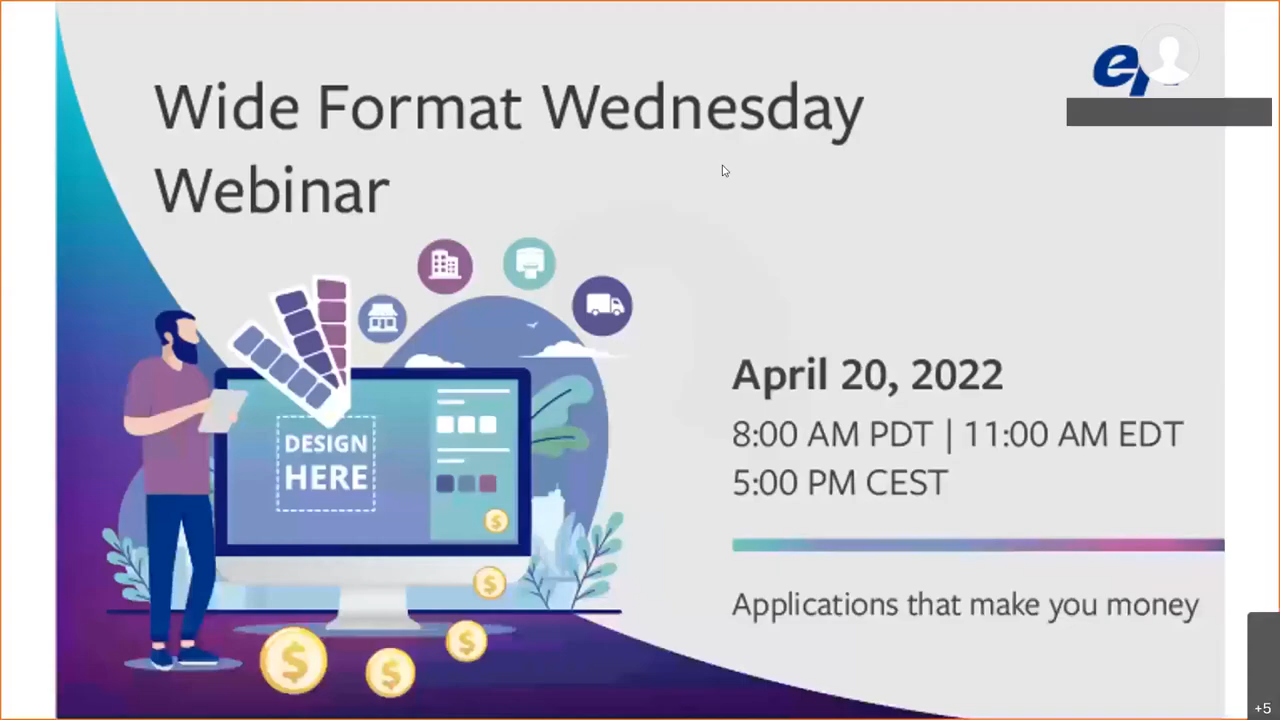 Wide Format Wednesday
Webinar
DESIGN
HERE
April 20, 2022
8:00 AM PDT | 11:00 AM EDT
5:00 PM CEST
Applications that make you money
$
$
$
$
$
+5